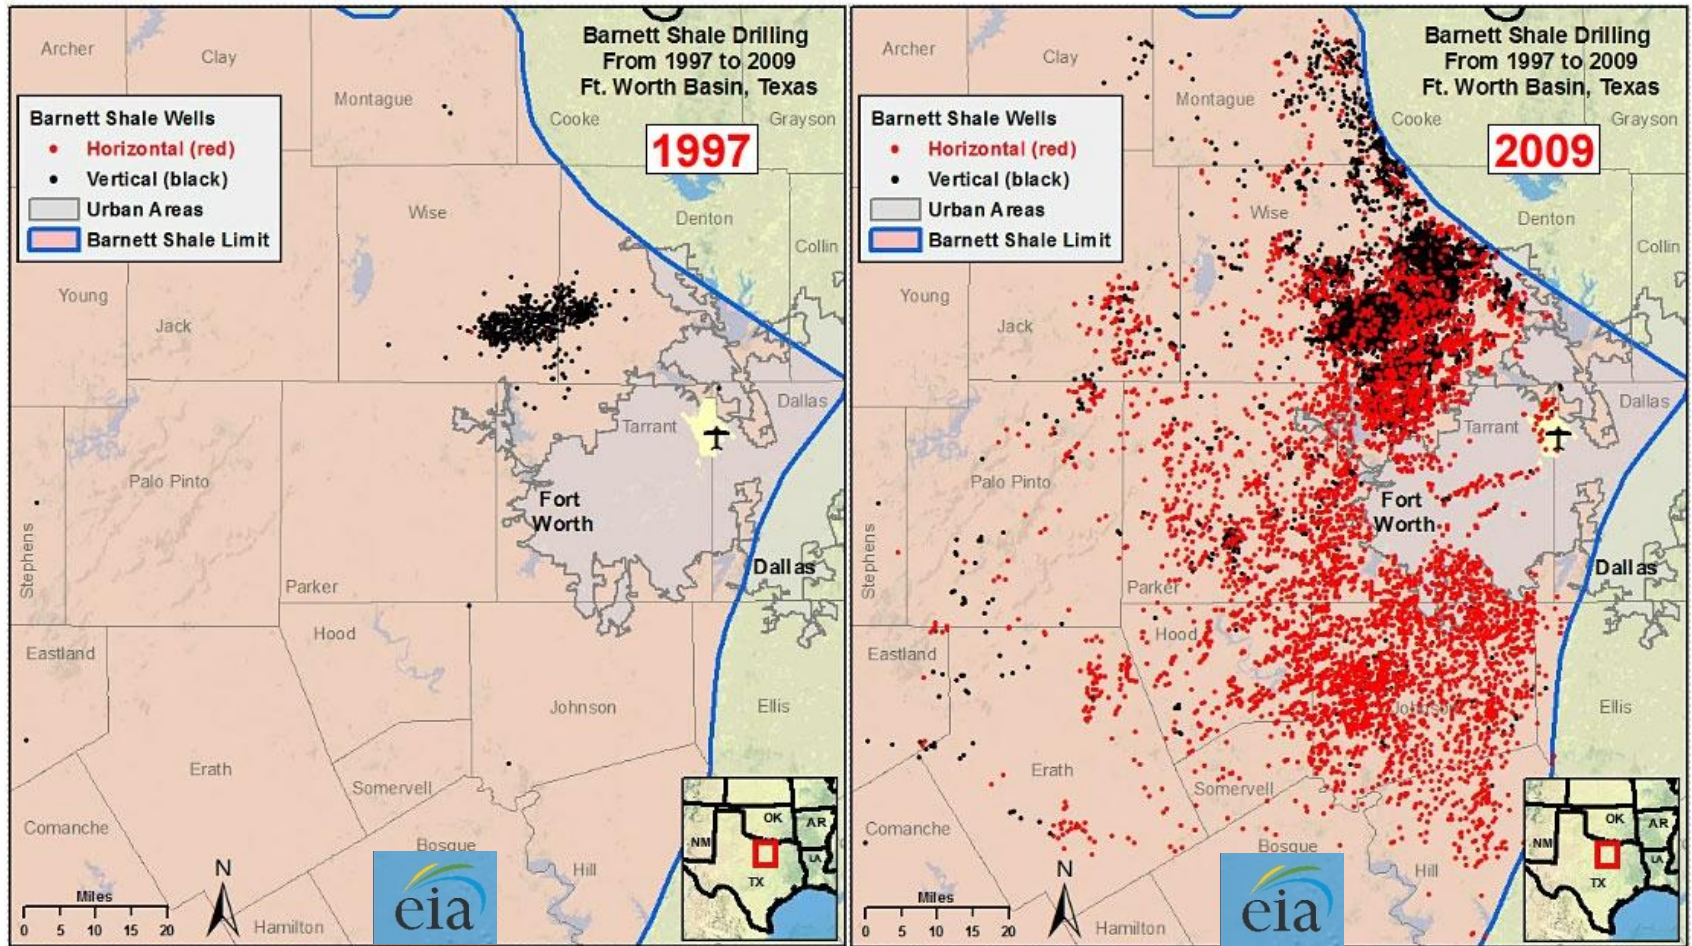 Barnett Shale Drilling
From 1997 to 2009
Ft. Worth Basin, Texas
1997
Archer
Clay
Montague
Cooke
Grayson
Barnett Shale Wells
Horizontal (red)
Vertical (black)
Urban Areas
Barnett Shale Limit
Wise
Denton
Collin
Young
Jack
Dallas
Tarrant
Palo Pinto
Fort
Worth
Stephens
Dallas
Parker
Hood
Eastland
Johnson
Ellis
Erath
Somervell
Comanche
Bosque
Hill
Hamilton
N
Miles
0 5 10 15 20
eia
OK
AR
NM
LA
TX
Barnett Shale Drilling
From 1997 to 2009
Ft. Worth Basin, Texas
2009
Archer
Clay
Montague
Cooke
Grayson
Barnett Shale Wells
Horizontal (red)
Vertical (black)
Urban Areas
Barnett Shale Limit
Wise
Denton
Collin
Young
Jack
Dallas
Tarrant
Palo Pinto
Fort
Worth
Stephens
Dallas
Parker
Hood
Eastland
Johnson
Ellis
Erath
Somervell
Comanche
Bosque
Hill
Hamilton
N
Miles
0 5 10 15 20
eia
OK
AR
NM
LA
TX